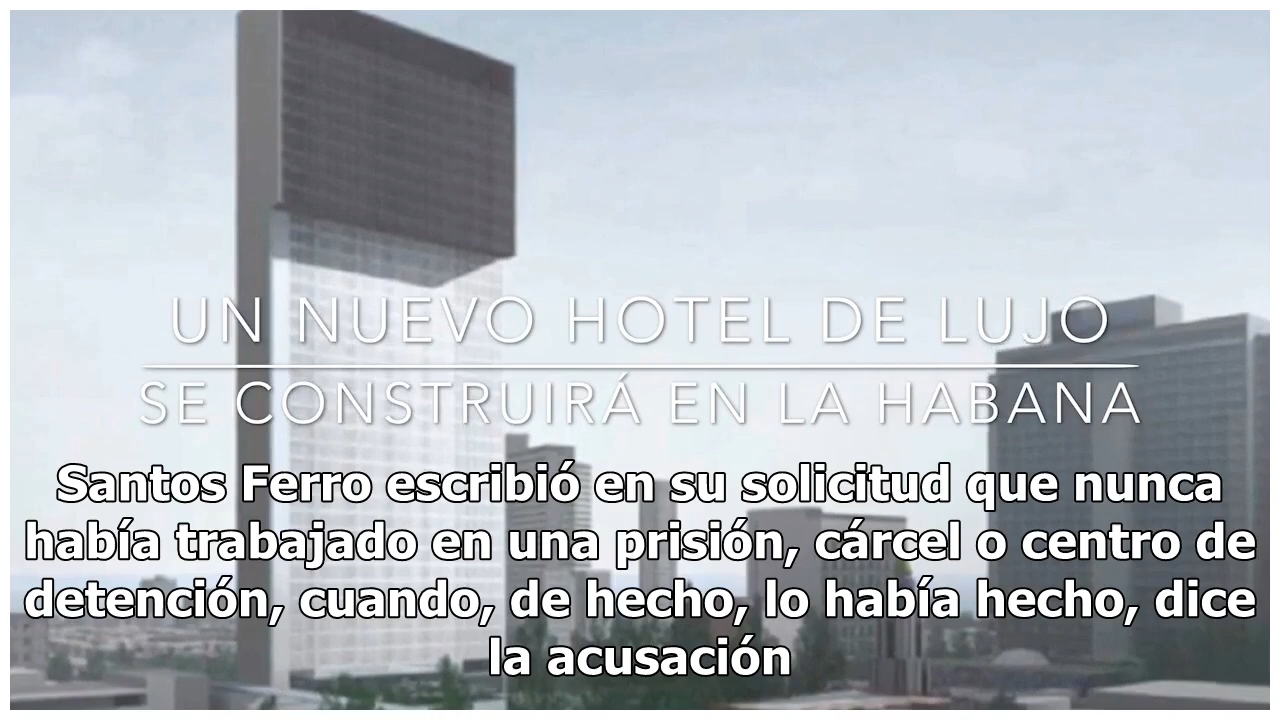 UN NUEVO HOTEL DE LUJO
SE CONSTRUIRÁ EN LA HABANA
Santos Ferro escribió en su solicitud que nunca
había trabajado en una prisión, cárcel o centro de
detención, cuando, de hecho, lo había hecho, dice
la acusación